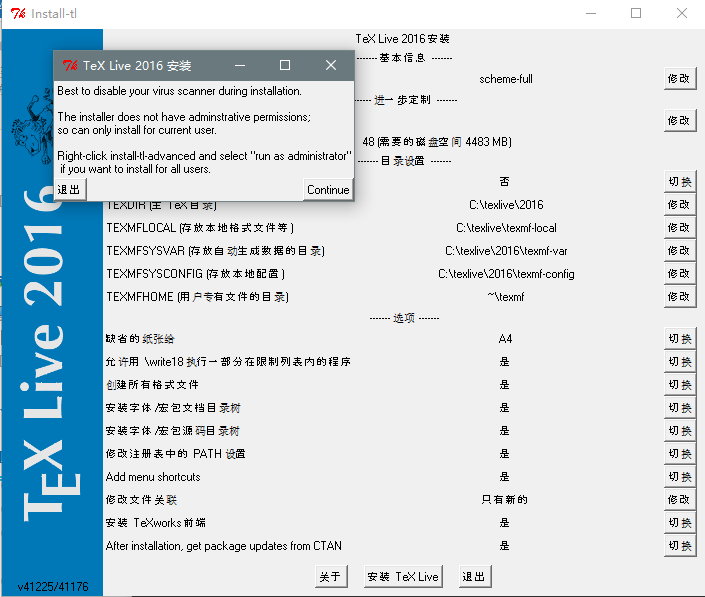 Install-tl
TeX Live 2016 安装
------ 基本信息 ------
scheme-full
修改
------ 进一步定制 ------
修改
48 (需要的磁盘空间 4483 MB)
------ 目录设置 ------
TeX Live 2016 安装
Best to disable your virus scanner during installation.
The installer does not have adminstrative permissions;
so can only install for current user.
Right-click install-tl-advanced and select "run as administrator"
if you want to install for all users.
退出 Continue
否 切换
TEXDIR (主 TeX 目录) C:\texlive\2016 修改
TEXMFLOCAL (存放本地格式文件等) C:\texlive\texmf-local 修改
TEXMFSYSVAR (存放自动生成数据的目录) C:\texlive\2016\texmf-var 修改
TEXMFSYSCONFIG (存放本地配置) C:\texlive\2016\texmf-config 修改
TEXMFHOME (用户专有文件的目录) ~\texmf 修改
------- 选项 -------
缺省的纸张给 A4 切换
允许用 \write18 执行一部分在限制列表内的程序 是 切换
创建所有格式文件 是 切换
安装字体/宏包文档目录树 是 切换
安装字体/宏包源码目录树 是 切换
修改注册表中的 PATH 设置 是 切换
Add menu shortcuts 是 切换
修改文件关联 只有新的 修改
安装 TeXworks 前端 是 切换
After installation, get package updates from CTAN 是 切换
关于 安装 TeX Live 退出
TeX Live 2016
v41225/41176